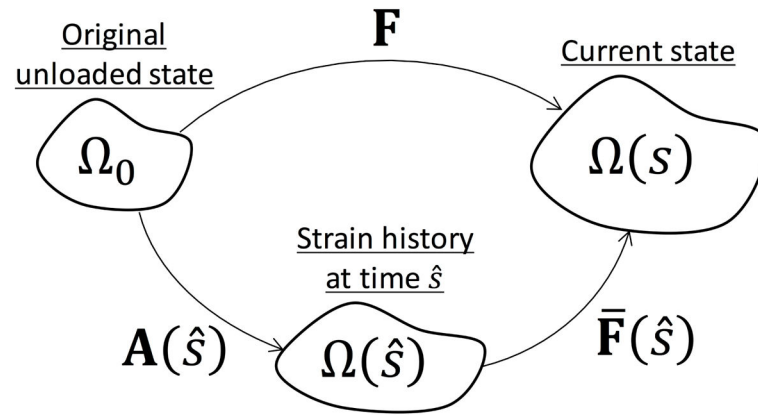 Original
unloaded state
F
Current state
Ω₀
Ω(s)
Strain history
at time ŝ
A(ŝ)
Ω(ŝ)
F̄(ŝ)